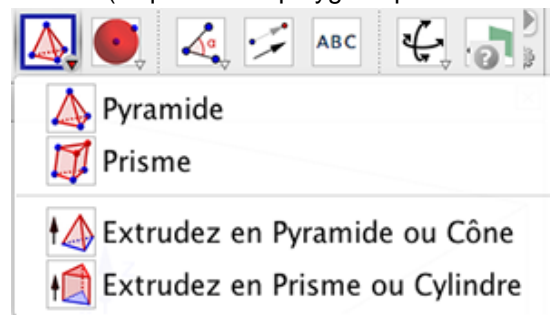 α ABC
Pyramide
Prisme
Extrudez en Pyramide ou Cône
Extrudez en Prisme ou Cylindre